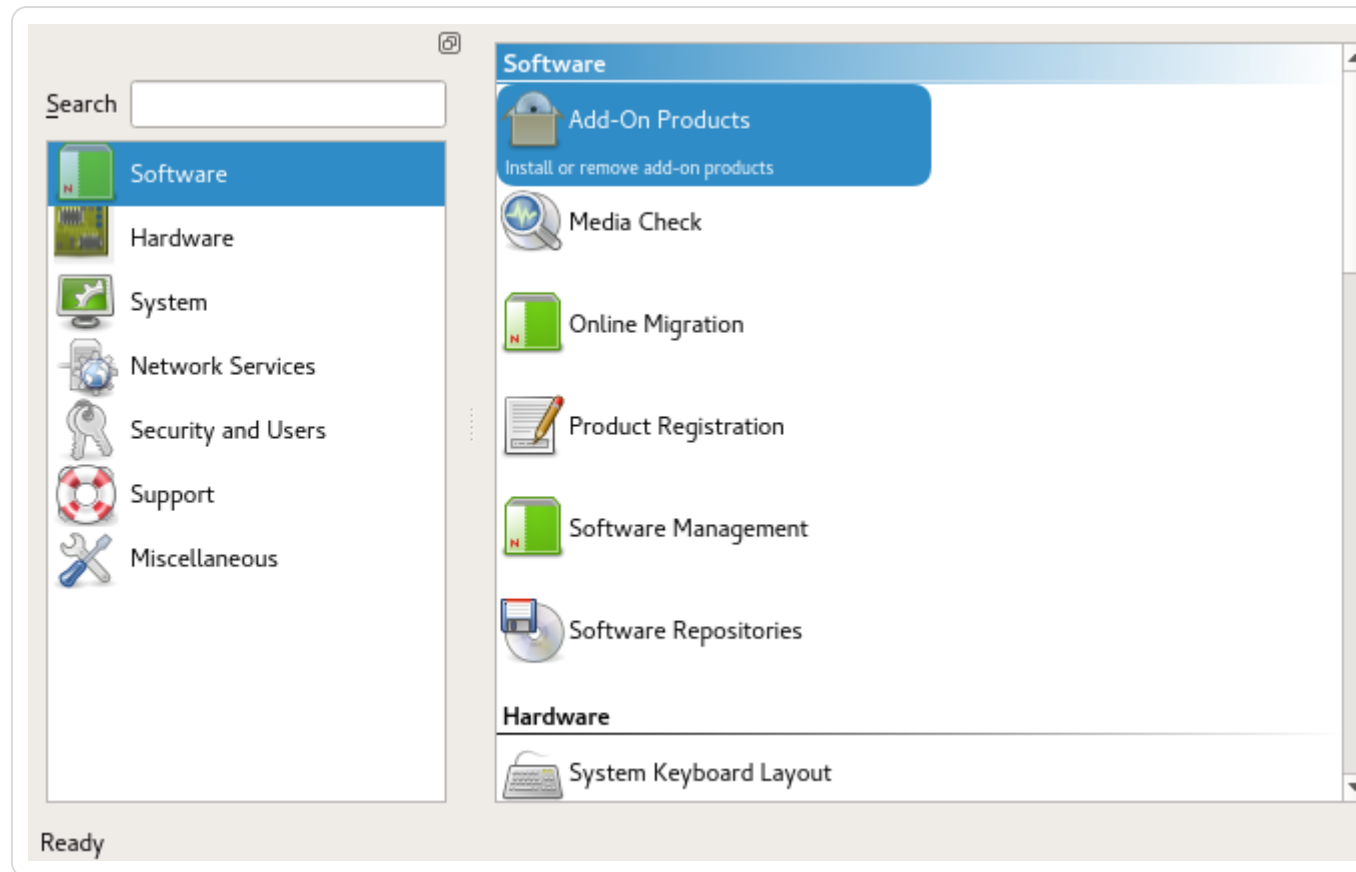 Search
Software
Hardware
System
Network Services
Security and Users
Support
Miscellaneous
Software
Add-On Products
Install or remove add-on products
Media Check
Online Migration
Product Registration
Software Management
Software Repositories
Hardware
System Keyboard Layout
Ready